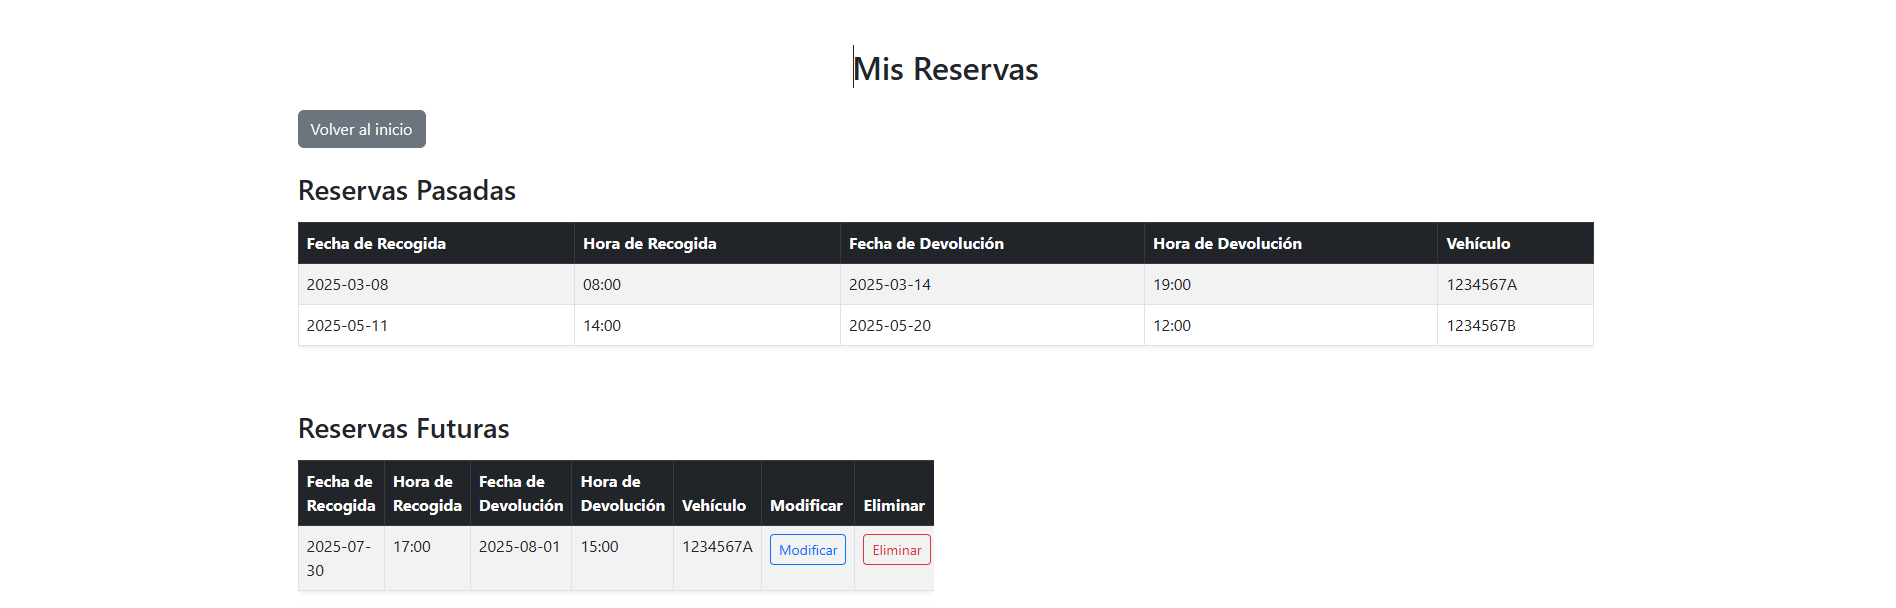 Mis Reservas
Volver al inicio
Reservas Pasadas
Fecha de Recogida Hora de Recogida Fecha de Devolución Hora de Devolución Vehículo
2025-03-08 08:00 2025-03-14 19:00 1234567A
2025-05-11 14:00 2025-05-20 12:00 1234567B
Reservas Futuras
Fecha de Hora de Fecha de Hora de
Recogida Recogida Devolución Devolución Vehículo Modificar Eliminar
2025-07- 17:00 2025-08-01 15:00 1234567A Modificar Eliminar
30